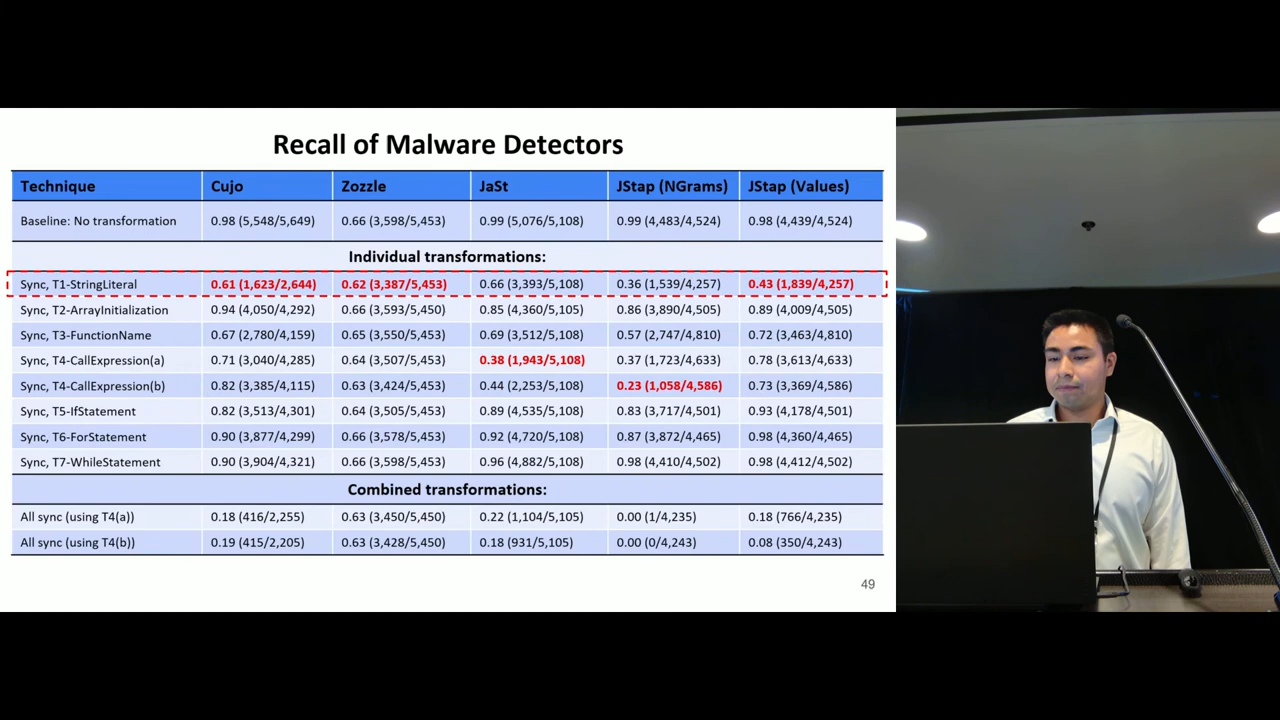 Recall of Malware Detectors
Technique Cujo Zozzle JaSt JStap (NGrams) JStap (Values)
Baseline: No transformation 0.98 (5,548/5,649) 0.66 (3,598/5,453) 0.99 (5,076/5,108) 0.99 (4,483/4,524) 0.98 (4,439/4,524)
Individual transformations:
Sync, T1-StringLiteral 0.61 (1,623/2,644) 0.62 (3,387/5,453) 0.66 (3,393/5,108) 0.36 (1,539/4,257) 0.43 (1,839/4,257)
Sync, T2-ArrayInitialization 0.94 (4,050/4,292) 0.66 (3,593/5,450) 0.85 (4,360/5,105) 0.86 (3,890/4,505) 0.89 (4,009/4,505)
Sync, T3-FunctionName 0.67 (2,780/4,159) 0.65 (3,550/5,453) 0.69 (3,512/5,108) 0.57 (2,747/4,810) 0.72 (3,463/4,810)
Sync, T4-CallExpression(a) 0.71 (3,040/4,285) 0.64 (3,507/5,453) 0.38 (1,943/5,108) 0.37 (1,723/4,633) 0.78 (3,613/4,633)
Sync, T4-CallExpression(b) 0.82 (3,385/4,115) 0.63 (3,424/5,453) 0.44 (2,253/5,108) 0.23 (1,058/4,586) 0.73 (3,369/4,586)
Sync, T5-IfStatement 0.82 (3,513/4,301) 0.64 (3,505/5,453) 0.89 (4,535/5,108) 0.83 (3,717/4,501) 0.93 (4,178/4,501)
Sync, T6-ForStatement 0.90 (3,877/4,299) 0.66 (3,578/5,453) 0.92 (4,720/5,108) 0.87 (3,872/4,465) 0.98 (4,360/4,465)
Sync, T7-WhileStatement 0.90 (3,904/4,321) 0.66 (3,598/5,453) 0.96 (4,882/5,108) 0.98 (4,410/4,502) 0.98 (4,412/4,502)
Combined transformations:
All sync (using T4(a)) 0.18 (416/2,255) 0.63 (3,450/5,450) 0.22 (1,104/5,105) 0.00 (1/4,235) 0.18 (766/4,235)
All sync (using T4(b)) 0.19 (415/2,205) 0.63 (3,428/5,450) 0.18 (931/5,105) 0.00 (0/4,243) 0.08 (350/4,243)
49